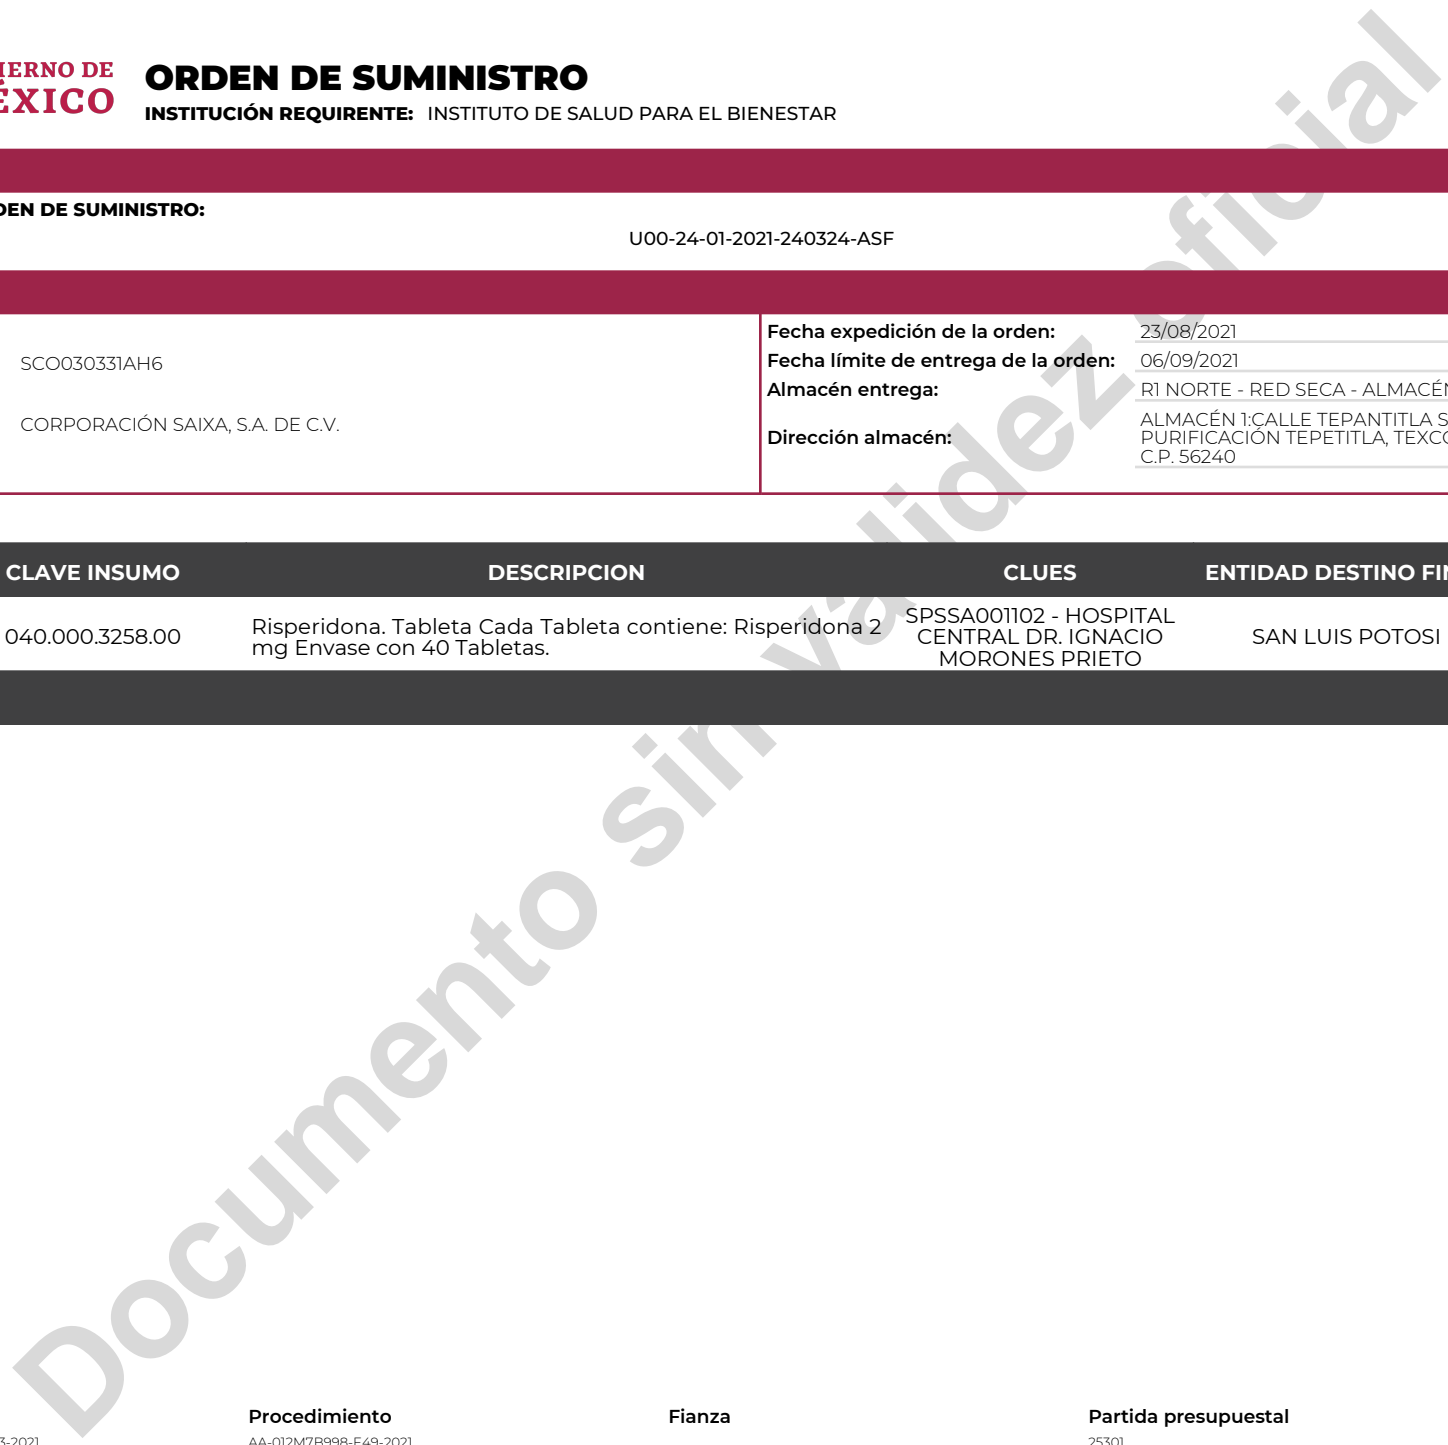 IERNO DE
ÉXICO
ORDEN DE SUMINISTRO
INSTITUCIÓN REQUIRENTE: INSTITUTO DE SALUD PARA EL BIENESTAR
DEN DE SUMINISTRO:
U00-24-01-2021-240324-ASF
SCO030331AH6
CORPORACIÓN SAIXA, S.A. DE C.V.
Fecha expedición de la orden: 23/08/2021
Fecha límite de entrega de la orden: 06/09/2021
Almacén entrega: R1 NORTE - RED SECA - ALMACÉN
Dirección almacén:
ALMACÉN 1:CALLE TEPANTITLA S
PURIFICACIÓN TEPETITLA, TEXCO
C.P. 56240
CLAVE INSUMO DESCRIPCION CLUES ENTIDAD DESTINO FIN
040.000.3258.00
Risperidona. Tableta Cada Tableta contiene: Risperidona 2
mg Envase con 40 Tabletas.
SPSSA001102 - HOSPITAL
CENTRAL DR. IGNACIO
MORONES PRIETO
SAN LUIS POTOSI
Documento sin validez oficial
Procedimiento Fianza Partida presupuestal
3-2021 AA-012M7B998-E49-2021 25301